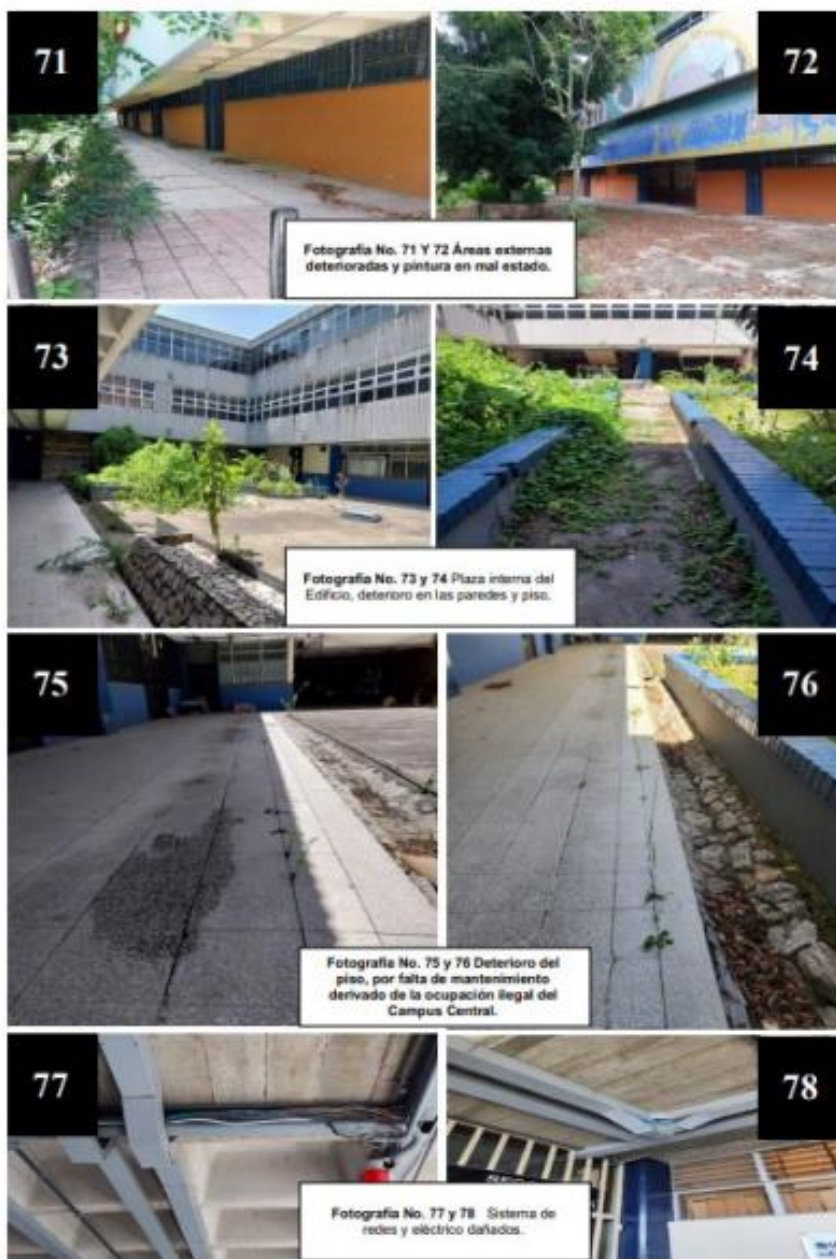 71
72
Fotografía No. 71 Y 72 Áreas externas
deterioradas y pintura en mal estado.
73
74
Fotografía No. 73 y 74 Plaza interna del
Edificio, deterioro en las paredes y piso.
75
76
Fotografía No. 75 y 76 Deterioro del
piso, por falta de mantenimiento
derivado de la ocupación ilegal del
Campus Central.
77
78
Fotografía No. 77 y 78 Sistema de
redes y eléctrico dañados.